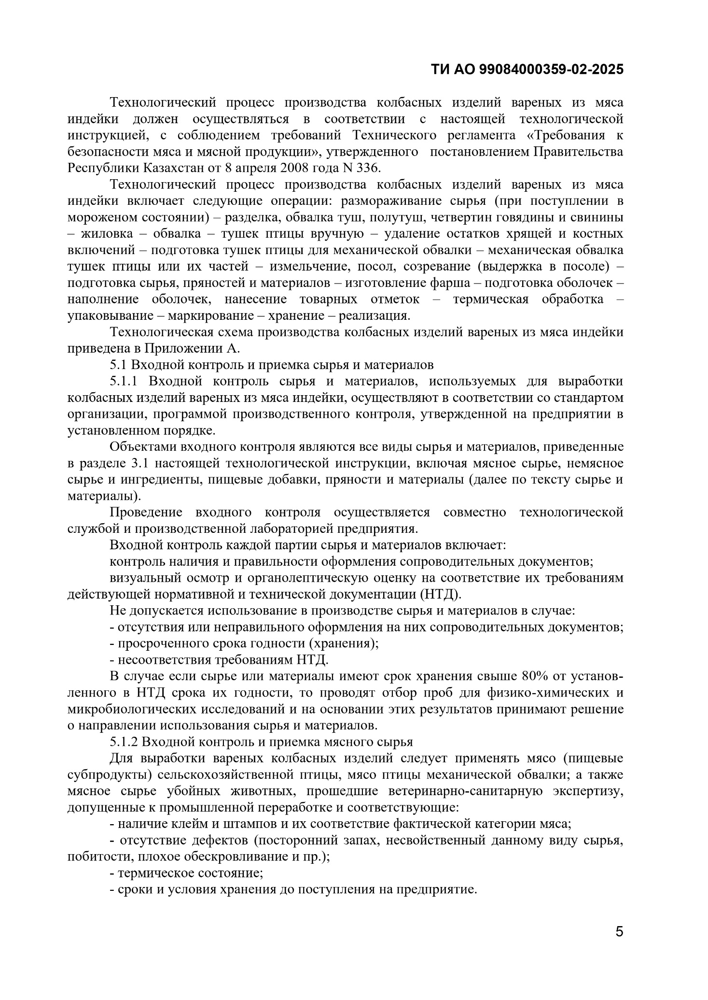 ТИ АО 99084000359-02-2025
Технологический процесс производства колбасных изделий вареных из мяса
индейки должен осуществляться в соответствии с настоящей технологической
инструкцией, с соблюдением требований Технического регламента «Требования к
безопасности мяса и мясной продукции», утвержденного постановлением Правительства
Республики Казахстан от 8 апреля 2008 года N 336.
Технологический процесс производства колбасных изделий вареных из мяса
индейки включает следующие операции: размораживание сырья (при поступлении в
мороженом состоянии) – разделка, обвалка туш, полутуш, четвертин говядины и свинины
– жиловка – обвалка – тушек птицы вручную – удаление остатков хрящей и костных
включений – подготовка тушек птицы для механической обвалки – механическая обвалка
тушек птицы или их частей – измельчение, посол, созревание (выдержка в посоле) –
подготовка сырья, пряностей и материалов – изготовление фарша – подготовка оболочек –
наполнение оболочек, нанесение товарных отметок – термическая обработка –
упаковывание – маркирование – хранение – реализация.
Технологическая схема производства колбасных изделий вареных из мяса индейки
приведена в Приложении А.
5.1 Входной контроль и приемка сырья и материалов
5.1.1 Входной контроль сырья и материалов, используемых для выработки
колбасных изделий вареных из мяса индейки, осуществляют в соответствии со стандартом
организации, программой производственного контроля, утвержденной на предприятии в
установленном порядке.
Объектами входного контроля являются все виды сырья и материалов, приведенные
в разделе 3.1 настоящей технологической инструкции, включая мясное сырье, немясное
сырье и ингредиенты, пищевые добавки, пряности и материалы (далее по тексту сырье и
материалы).
Проведение входного контроля осуществляется совместно технологической
службой и производственной лабораторией предприятия.
Входной контроль каждой партии сырья и материалов включает:
контроль наличия и правильности оформления сопроводительных документов;
визуальный осмотр и органолептическую оценку на соответствие их требованиям
действующей нормативной и технической документации (НТД).
Не допускается использование в производстве сырья и материалов в случае:
- отсутствия или неправильного оформления на них сопроводительных документов;
- просроченного срока годности (хранения);
- несоответствия требованиям НТД.
В случае если сырье или материалы имеют срок хранения свыше 80% от установ-
ленного в НТД срока их годности, то проводят отбор проб для физико-химических и
микробиологических исследований и на основании этих результатов принимают решение
о направлении использования сырья и материалов.
5.1.2 Входной контроль и приемка мясного сырья
Для выработки вареных колбасных изделий следует применять мясо (пищевые
субпродукты) сельскохозяйственной птицы, мясо птицы механической обвалки; а также
мясное сырье убойных животных, прошедшие ветеринарно-санитарную экспертизу,
допущенные к промышленной переработке и соответствующие:
- наличие клейм и штампов и их соответствие фактической категории мяса;
- отсутствие дефектов (посторонний запах, несвойственный данному виду сырья,
побитости, плохое обескровливание и пр.);
- термическое состояние;
- сроки и условия хранения до поступления на предприятие.
5